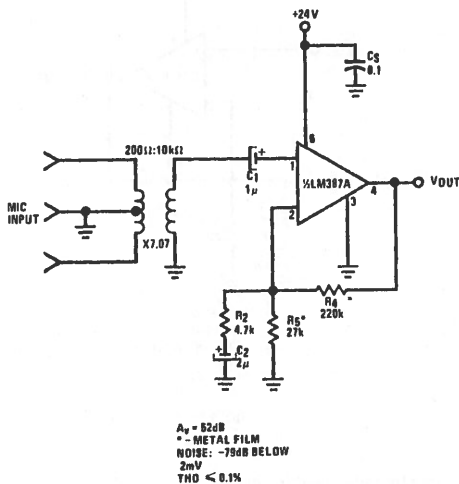 +24V
CS
0.1
200Ω:10kΩ
+
C1
1µ
6
1
½LM387A
4
VOUT
2
3
MIC
INPUT
X7.07
R4
220k
*
R2
4.7k
R5*
27k
+
C2
2µ
Av = 52dB
* - METAL FILM
NOISE: -79dB BELOW
2mV
THD ≤ 0.1%